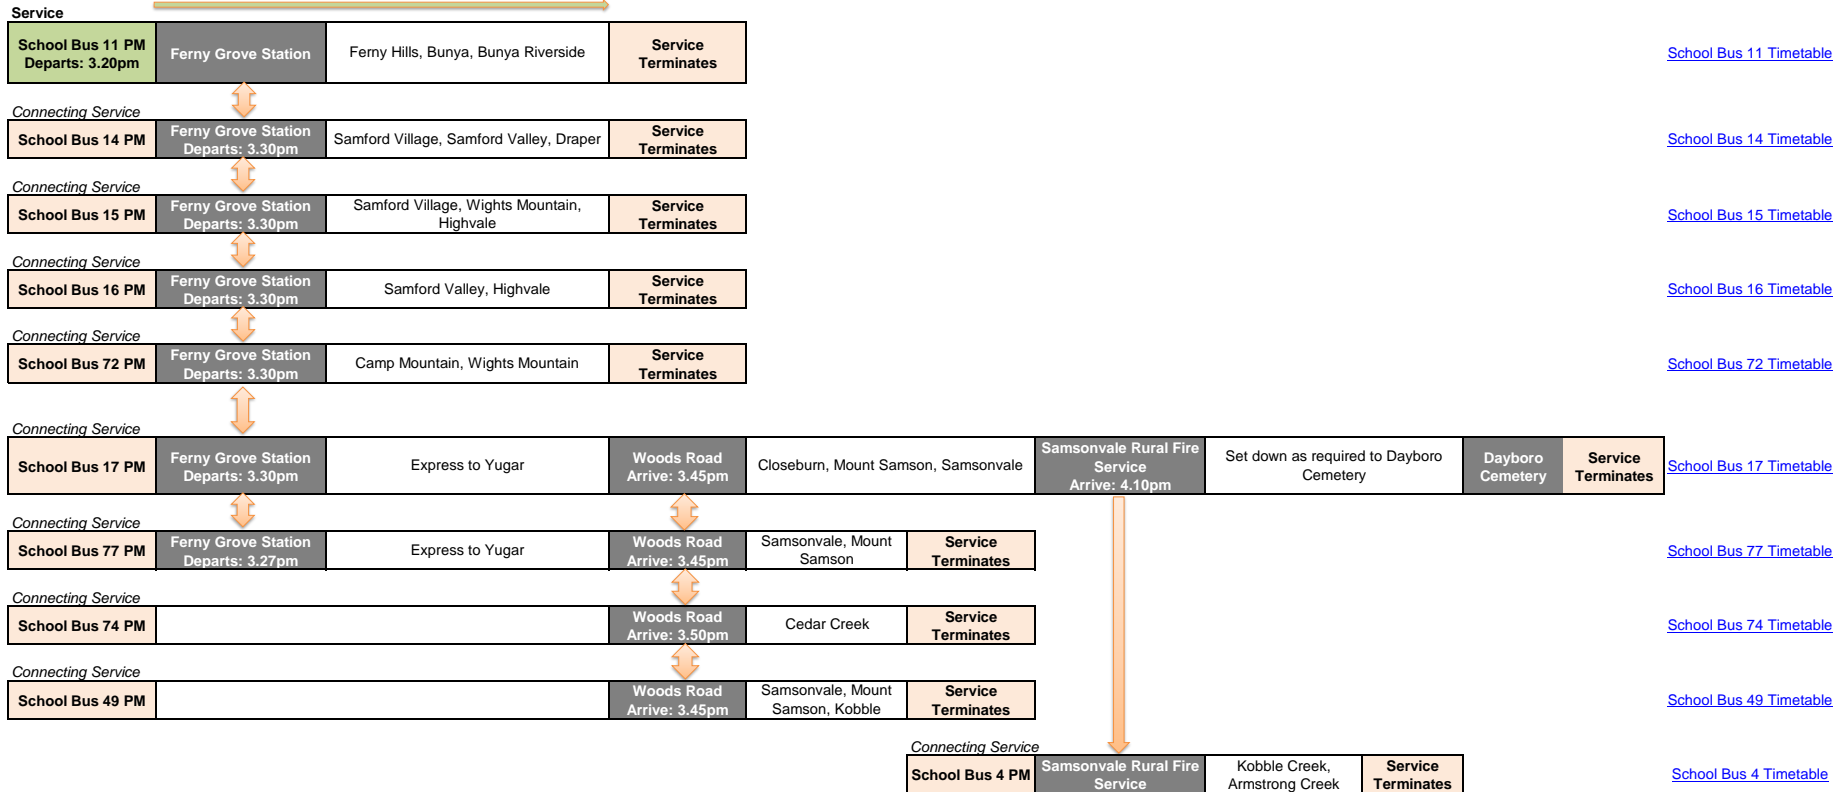 Service
School Bus 11 PM
Departs: 3.20pm
Ferny Grove Station
Ferny Hills, Bunya, Bunya Riverside
Service
Terminates
School Bus 11 Timetable
Connecting Service
School Bus 14 PM
Ferny Grove Station
Departs: 3.30pm
Samford Village, Samford Valley, Draper
Service
Terminates
School Bus 14 Timetable
Connecting Service
School Bus 15 PM
Ferny Grove Station
Departs: 3.30pm
Samford Village, Wights Mountain,
Highvale
Service
Terminates
School Bus 15 Timetable
Connecting Service
School Bus 16 PM
Ferny Grove Station
Departs: 3.30pm
Samford Valley, Highvale
Service
Terminates
School Bus 16 Timetable
Connecting Service
School Bus 72 PM
Ferny Grove Station
Departs: 3.30pm
Camp Mountain, Wights Mountain
Service
Terminates
School Bus 72 Timetable
Connecting Service
School Bus 17 PM
Ferny Grove Station
Departs: 3.30pm
Express to Yugar
Woods Road
Arrive: 3.45pm
Closeburn, Mount Samson, Samsonvale
Samsonvale Rural Fire
Service
Arrive: 4.10pm
Set down as required to Dayboro
Cemetery
Dayboro
Cemetery
Service
Terminates
School Bus 17 Timetable
Connecting Service
School Bus 77 PM
Ferny Grove Station
Departs: 3.27pm
Express to Yugar
Woods Road
Arrive: 3.45pm
Samsonvale, Mount
Samson
Service
Terminates
School Bus 77 Timetable
Connecting Service
School Bus 74 PM
Woods Road
Arrive: 3.50pm
Cedar Creek
Service
Terminates
School Bus 74 Timetable
Connecting Service
School Bus 49 PM
Woods Road
Arrive: 3.45pm
Samsonvale, Mount
Samson, Kobble
Service
Terminates
School Bus 49 Timetable
Connecting Service
School Bus 4 PM
Samsonvale Rural Fire
Service
Kobble Creek,
Armstrong Creek
Service
Terminates
School Bus 4 Timetable